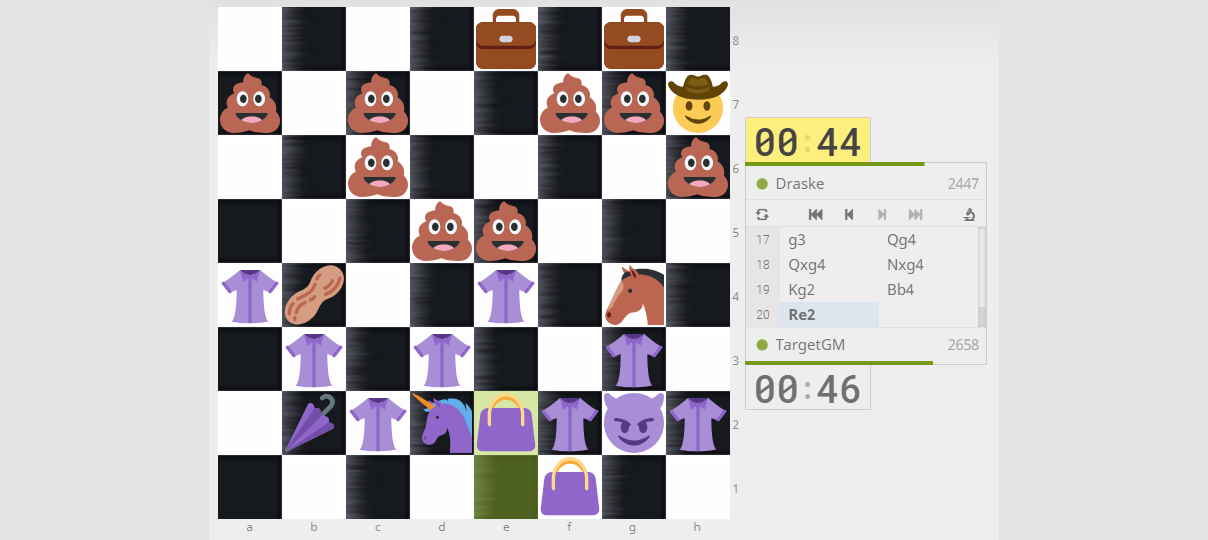 8
7
6
5
4
3
2
1
a b c d e f g h
00:44
Draske 2447
17 g3 Qg4
18 Qxg4 Nxg4
19 Kg2 Bb4
20 Re2
TargetGM 2658
00:46